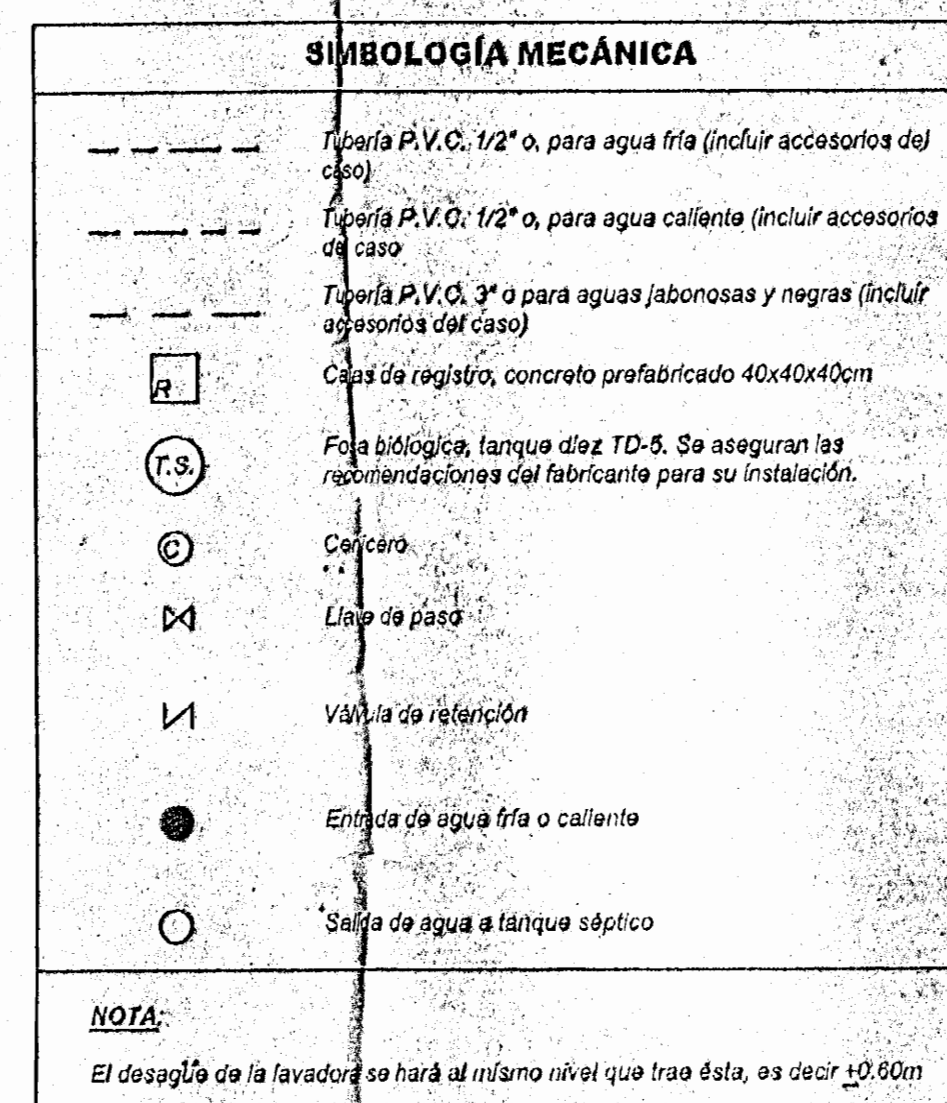 SIMBOLOGÍA MECÁNICA
Tubería P.V.C. 1/2" o, para agua fría (incluir accesorios del
caso)
Tubería P.V.C. 1/2" o, para agua caliente (incluir accesorios
del caso
Tubería P.V.C. 3" o para aguas jabonosas y negras (incluir
accesorios del caso)
R
Cajas de registro, concreto prefabricado 40x40x40cm
T.S.
Fosa biólogica, tanque diez TD-5. Se aseguran las
recomendaciones del fabricante para su instalación.
C
Cenicero
Llave de paso
Válvula de retención
Entrada de agua fría o caliente
Salida de agua a tanque séptico
NOTA:
El desagüe de la lavadora se hará al mismo nivel que trae ésta, es decir ±0.60m